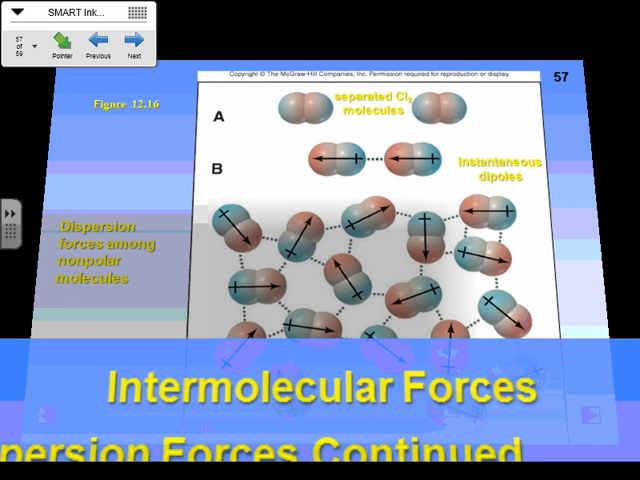 SMART Ink...
57
of
59
Pointer
Previous
Next
Copyright © The McGraw-Hill Companies, Inc. Permission required for reproduction or display.
57
Figure 12.16
A
separated Cl2
molecules
B
instantaneous
dipoles
Dispersion
forces among
nonpolar
molecules
Intermolecular Forces
persion Forces Continued